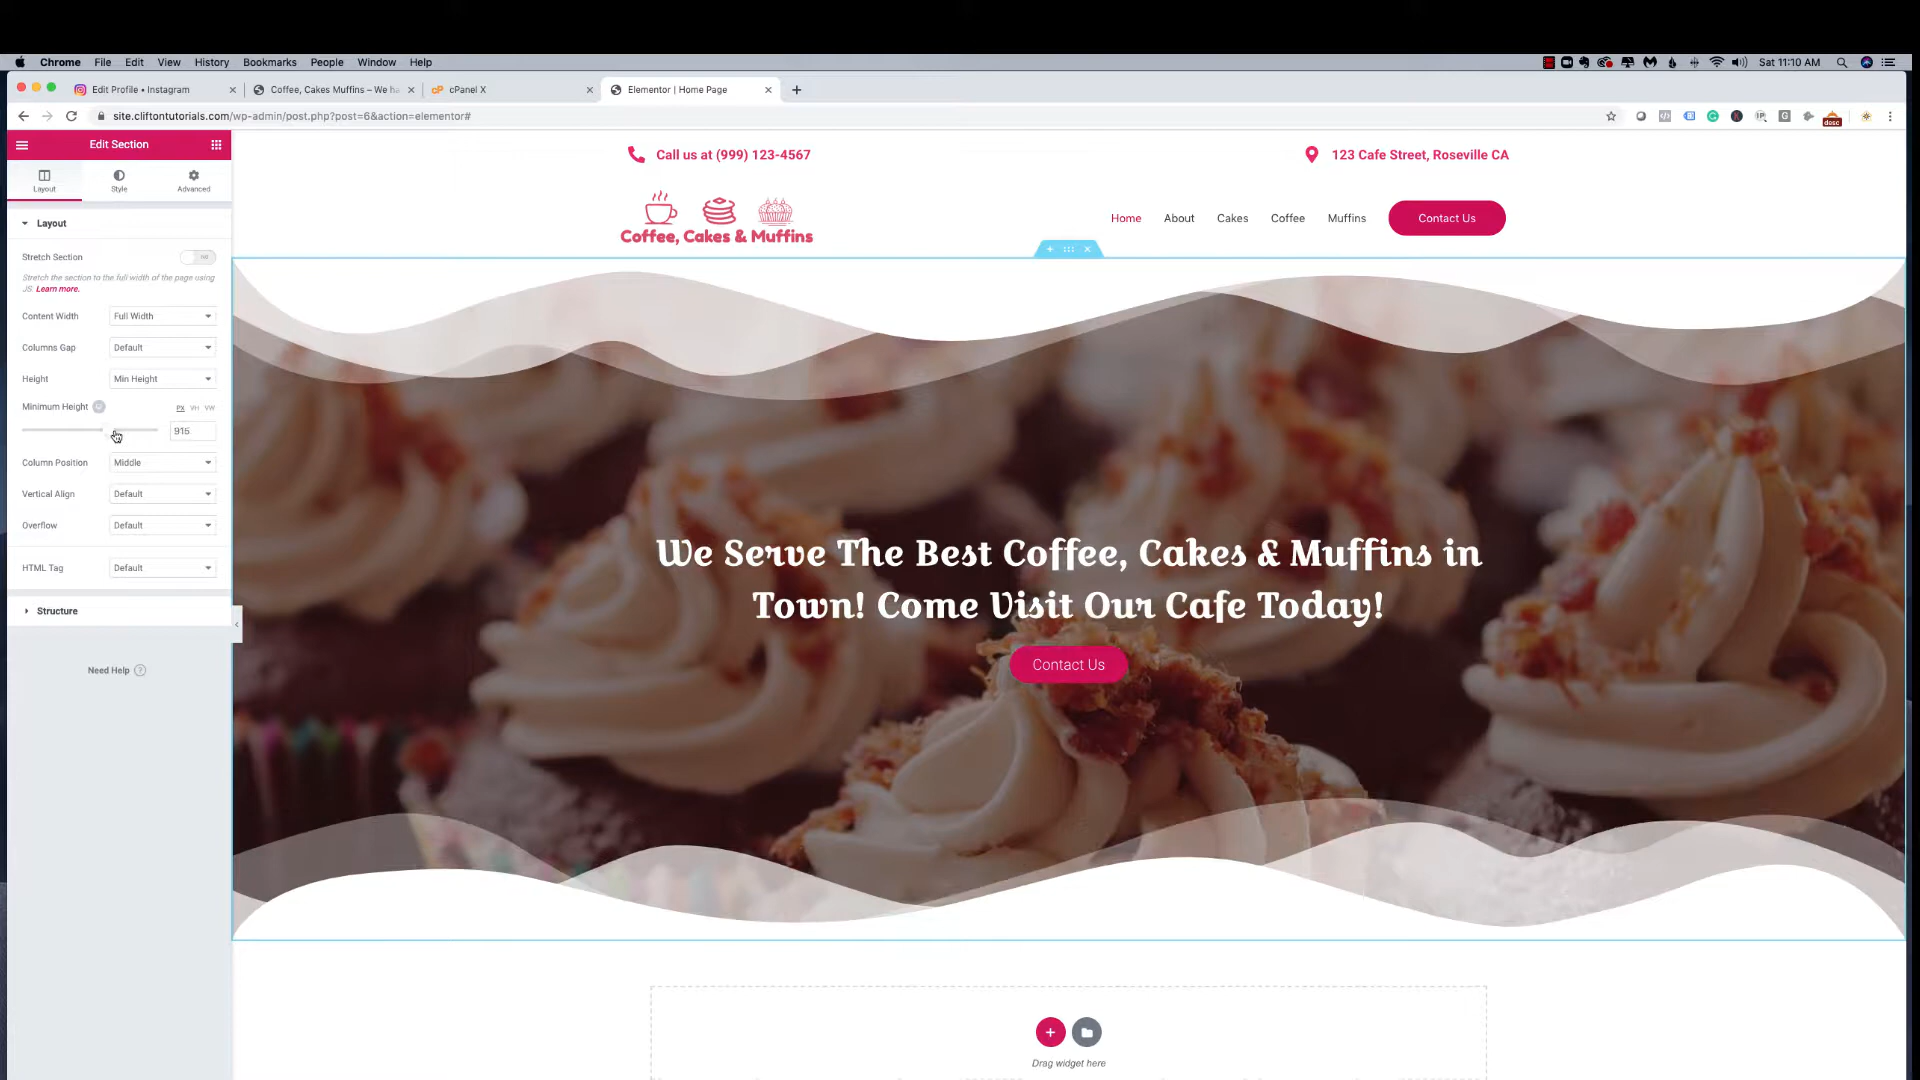 Chrome File Edit View History Bookmarks People Window Help
Sat 11:10 AM
Edit Profile • Instagram
Coffee, Cakes Muffins – We ha
cPanel X
Elementor | Home Page
site.cliftontutorials.com/wp-admin/post.php?post=6&action=elementor#
desc
Edit Section
Layout
Style
Advanced
Layout
Stretch Section
Stretch the section to the full width of the page using
JS. Learn more.
Content Width Full Width
Columns Gap Default
Height Min Height
Minimum Height PX VH VW
915
Column Position Middle
Vertical Align Default
Overflow Default
HTML Tag Default
Structure
Need Help ?
Call us at (999) 123-4567
123 Cafe Street, Roseville CA
Coffee, Cakes & Muffins
Home About Cakes Coffee Muffins Contact Us
We Serve The Best Coffee, Cakes & Muffins in
Town! Come Visit Our Cafe Today!
Contact Us
Drag widget here